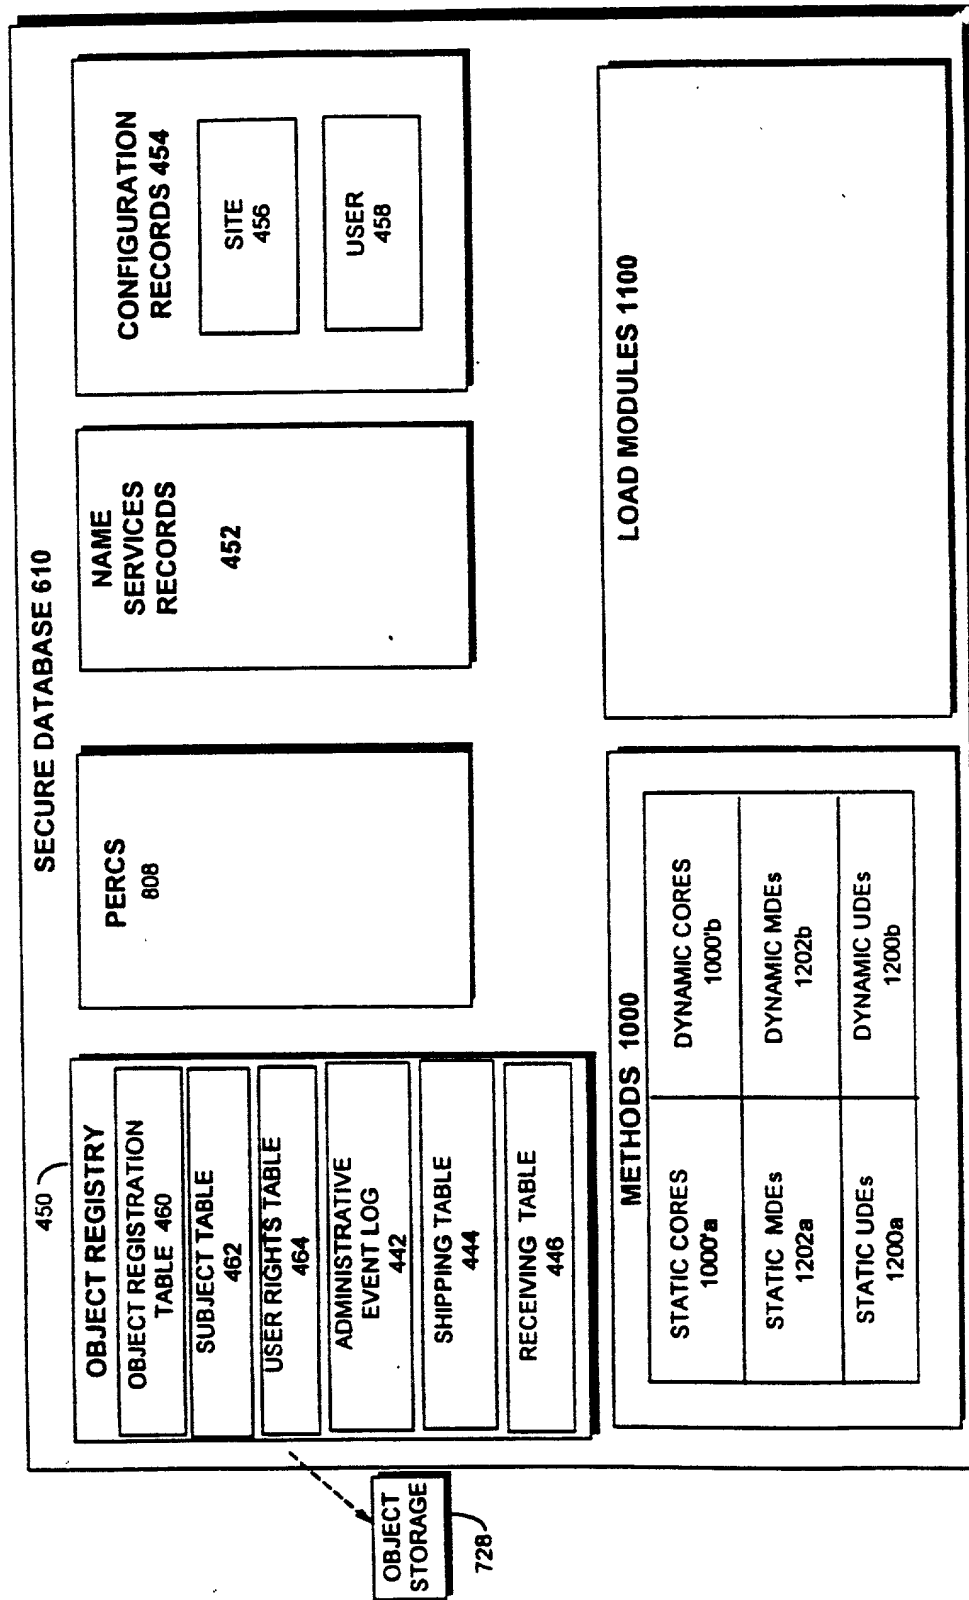 SECURE DATABASE 610
450
OBJECT REGISTRY
OBJECT REGISTRATION
TABLE 460
SUBJECT TABLE
462
USER RIGHTS TABLE
464
ADMINISTRATIVE
EVENT LOG
442
SHIPPING TABLE
444
RECEIVING TABLE
446
PERCS
808
NAME
SERVICES
RECORDS
452
CONFIGURATION
RECORDS 454
SITE
456
USER
458
OBJECT
STORAGE
728
METHODS 1000
STATIC CORES
1000'a
DYNAMIC CORES
1000'b
STATIC MDEs
1202a
DYNAMIC MDEs
1202b
STATIC UDEs
1200a
DYNAMIC UDEs
1200b
LOAD MODULES 1100